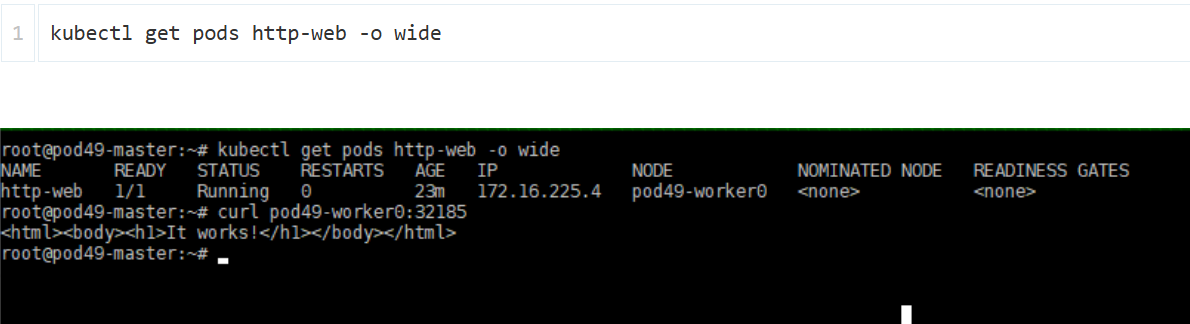 1 kubectl get pods http-web -o wide
root@pod49-master:~# kubectl get pods http-web -o wide
NAME READY STATUS RESTARTS AGE IP NODE NOMINATED NODE READINESS GATES
http-web 1/1 Running 0 23m 172.16.225.4 pod49-worker0 <none> <none>
root@pod49-master:~# curl pod49-worker0:32185
<html><body><h1>It works!</h1></body></html>
root@pod49-master:~#